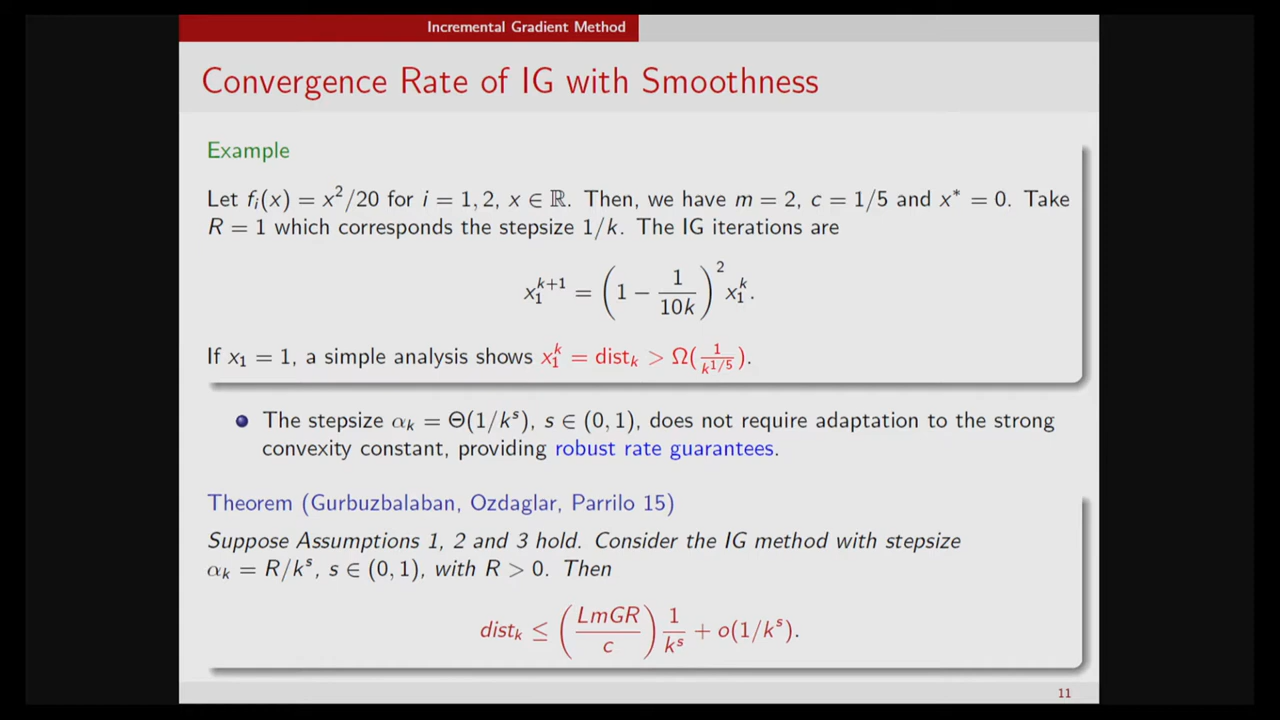 Incremental Gradient Method
Convergence Rate of IG with Smoothness
Example
Let fᵢ(x) = x²/20 for i = 1, 2, x ∈ ℝ. Then, we have m = 2, c = 1/5 and x* = 0. Take
R = 1 which corresponds the stepsize 1/k. The IG iterations are
x₁^{k+1} = (1 − 1/(10k))² x₁^k.
If x₁ = 1, a simple analysis shows x₁^k = dist_k > Ω(1/k^{1/5}).
The stepsize α_k = Θ(1/k^s), s ∈ (0, 1), does not require adaptation to the strong
convexity constant, providing robust rate guarantees.
Theorem (Gurbuzbalaban, Ozdaglar, Parrilo 15)
Suppose Assumptions 1, 2 and 3 hold. Consider the IG method with stepsize
α_k = R/k^s, s ∈ (0, 1), with R > 0. Then
dist_k ≤ (LmGR/c) 1/k^s + o(1/k^s).
11